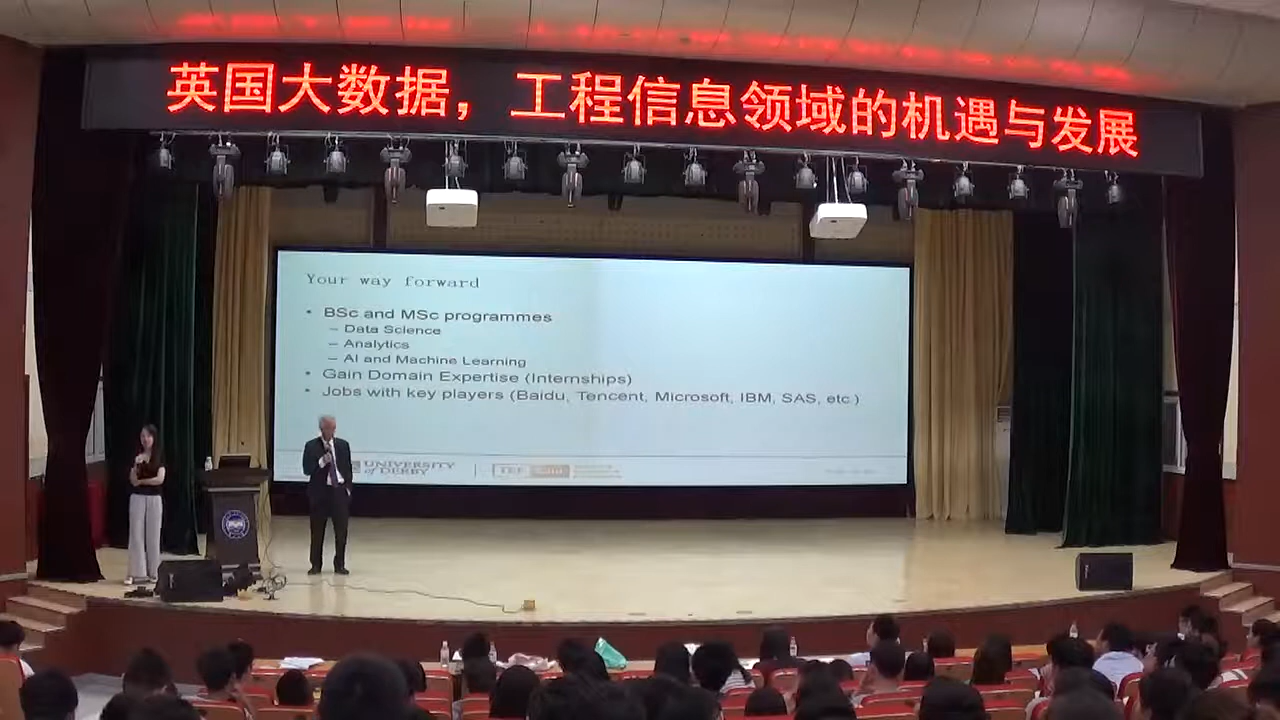 英国大数据，工程信息领域的机遇与发展
Your way forward
• BSc and MSc programmes
– Data Science
– Analytics
– AI and Machine Learning
• Gain Domain Expertise (Internships)
• Jobs with key players (Baidu, Tencent, Microsoft, IBM, SAS, etc)
UNIVERSITY
of DERBY
TEF Gold